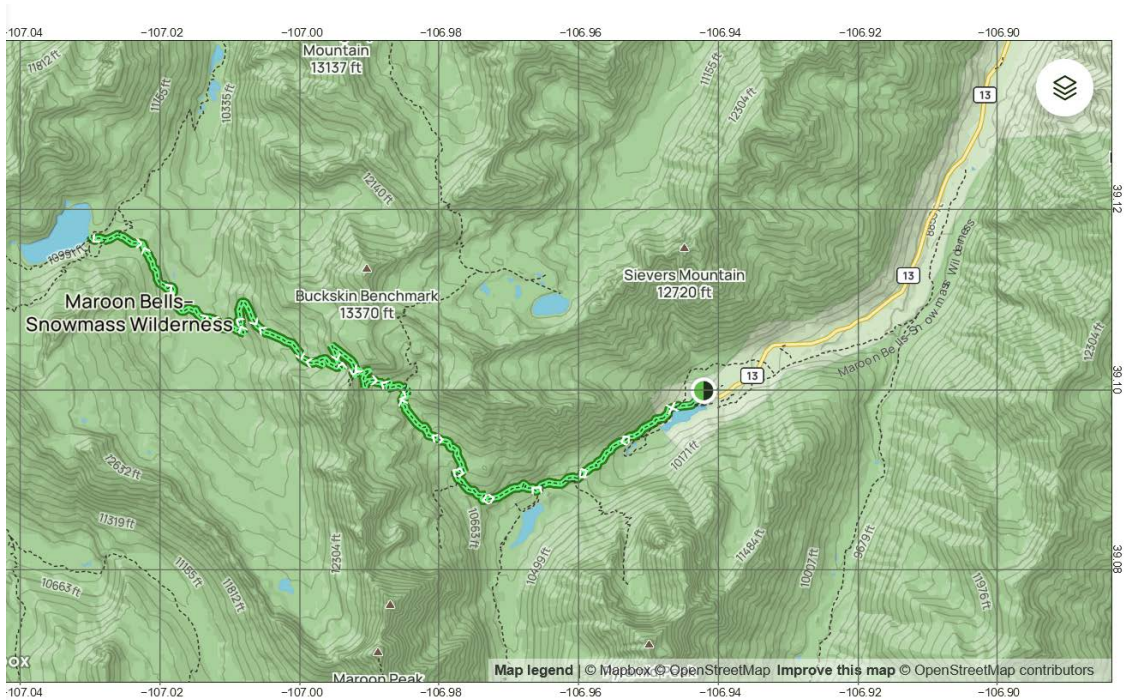 −107.04
−107.02
−107.00
−106.98
−106.96
−106.94
−106.92
−106.90
11812 ft
11155 ft
10335 ft
Mountain
13137 ft
11155 ft
12304 ft
13
12140 ft
39.12
Sievers Mountain
12720 ft
13
Maroon Bells-Snowmass Wilderness
Maroon Bells–
Snowmass Wilderness
Buckskin Benchmark
13370 ft
12304 ft
13
39.10
10171 ft
12632 ft
11319 ft
10663 ft
12304 ft
10499 ft
11484 ft
10007 ft
9679 ft
11976 ft
39.08
10663 ft
11155 ft
11812 ft
Maroon Peak
Map legend | © Mapbox © OpenStreetMap Improve this map © OpenStreetMap contributors
−107.04
−107.02
−107.00
−106.98
−106.96
−106.94
−106.92
−106.90